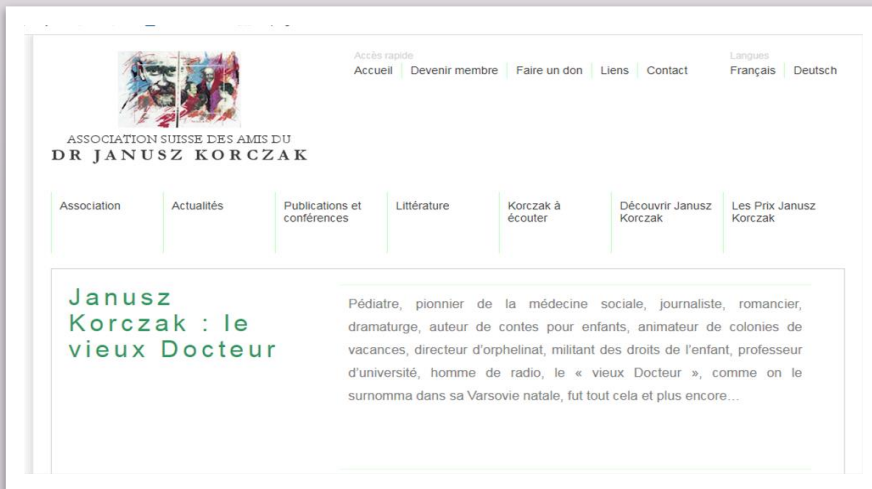 Accès rapide
Accueil Devenir membre Faire un don Liens Contact
Langues
Français Deutsch
ASSOCIATION SUISSE DES AMIS DU
DR JANUSZ KORCZAK
Association
Actualités
Publications et
conférences
Littérature
Korczak à
écouter
Découvrir Janusz
Korczak
Les Prix Janusz
Korczak
Janusz
Korczak : le
vieux Docteur
Pédiatre, pionnier de la médecine sociale, journaliste, romancier,
dramaturge, auteur de contes pour enfants, animateur de colonies de
vacances, directeur d'orphelinat, militant des droits de l'enfant, professeur
d'université, homme de radio, le « vieux Docteur », comme on le
surnomma dans sa Varsovie natale, fut tout cela et plus encore…